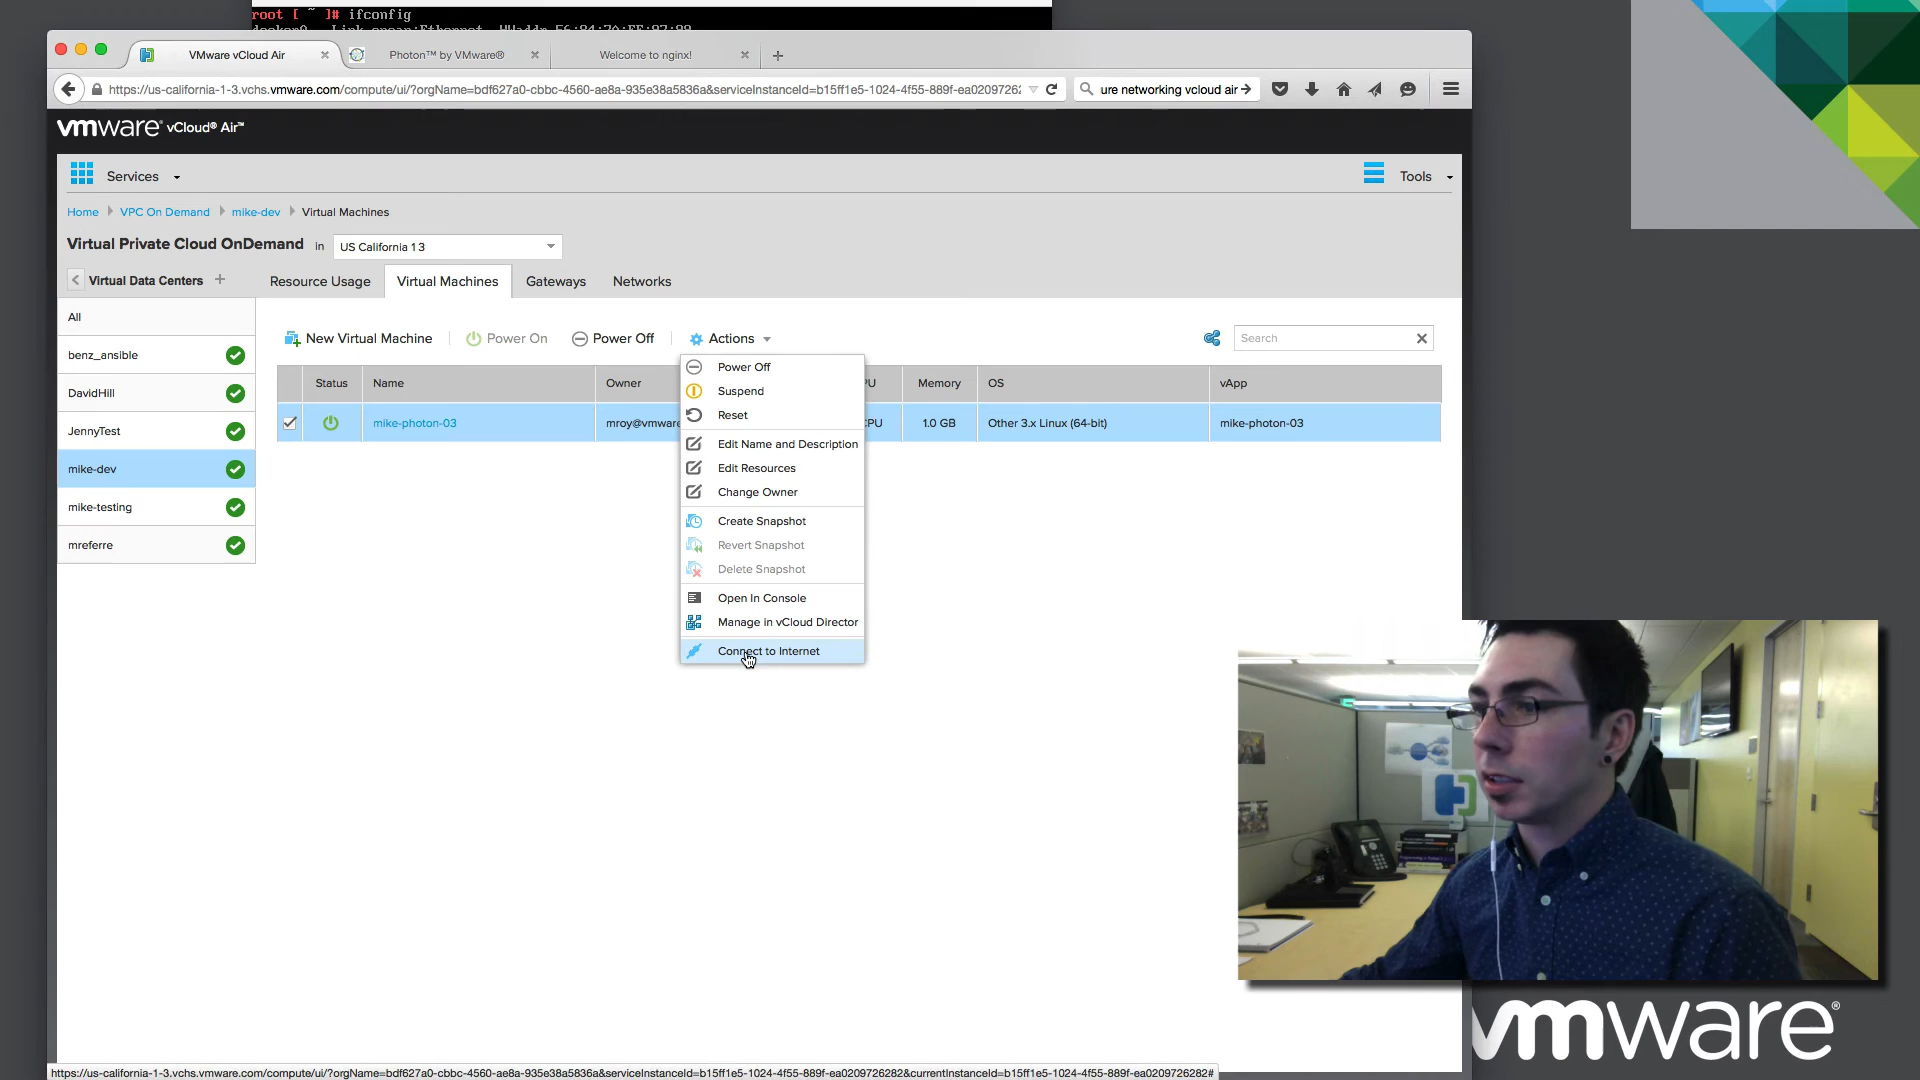 root [ ~ ]# ifconfig
VMware vCloud Air
Photon™ by VMware®
Welcome to nginx!
https://us-california-1-3.vchs.vmware.com/compute/ui/?orgName=bdf627a0-cbbc-4560-ae8a-935e38a5836a&serviceInstanceId=b15ff1e5-1024-4f55-889f-ea02097262
ure networking vcloud air
vmware® vCloud® Air™
Services
Tools
Home
VPC On Demand
mike-dev
Virtual Machines
Virtual Private Cloud OnDemand in US California 1 3
Virtual Data Centers +
Resource Usage
Virtual Machines
Gateways
Networks
All
benz_ansible
DavidHill
JennyTest
mike-dev
mike-testing
mreferre
New Virtual Machine
Power On
Power Off
Actions
Search
Status
Name
Owner
PU
Memory
OS
vApp
mike-photon-03
mroy@vmware
CPU
1.0 GB
Other 3.x Linux (64-bit)
mike-photon-03
Power Off
Suspend
Reset
Edit Name and Description
Edit Resources
Change Owner
Create Snapshot
Revert Snapshot
Delete Snapshot
Open In Console
Manage in vCloud Director
Connect to Internet
vmware®
https://us-california-1-3.vchs.vmware.com/compute/ui/?orgName=bdf627a0-cbbc-4560-ae8a-935e38a5836a&serviceInstanceId=b15ff1e5-1024-4f55-889f-ea0209726282&currentInstanceId=b15ff1e5-1024-4f55-889f-ea0209726282#